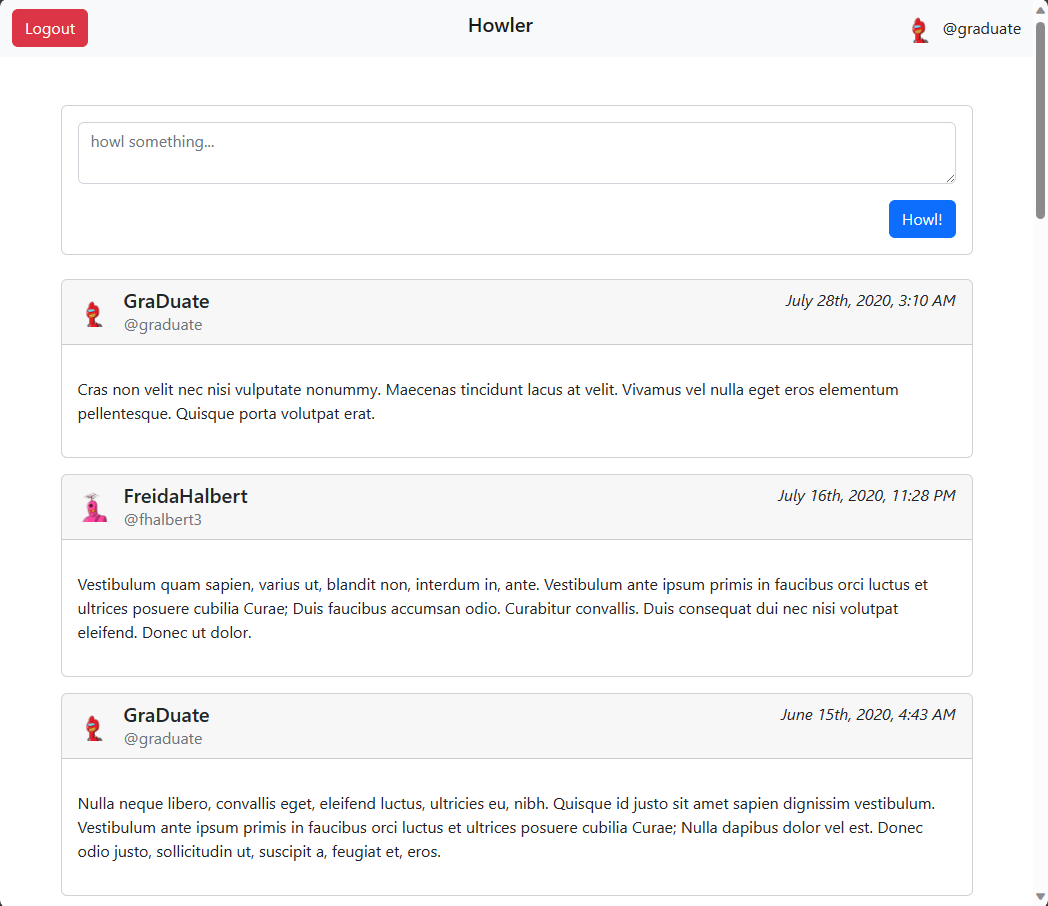 Logout
Howler
@graduate
howl something...
Howl!
GraDuate
@graduate
July 28th, 2020, 3:10 AM
Cras non velit nec nisi vulputate nonummy. Maecenas tincidunt lacus at velit. Vivamus vel nulla eget eros elementum
pellentesque. Quisque porta volutpat erat.
FreidaHalbert
@fhalbert3
July 16th, 2020, 11:28 PM
Vestibulum quam sapien, varius ut, blandit non, interdum in, ante. Vestibulum ante ipsum primis in faucibus orci luctus et
ultrices posuere cubilia Curae; Duis faucibus accumsan odio. Curabitur convallis. Duis consequat dui nec nisi volutpat
eleifend. Donec ut dolor.
GraDuate
@graduate
June 15th, 2020, 4:43 AM
Nulla neque libero, convallis eget, eleifend luctus, ultricies eu, nibh. Quisque id justo sit amet sapien dignissim vestibulum.
Vestibulum ante ipsum primis in faucibus orci luctus et ultrices posuere cubilia Curae; Nulla dapibus dolor vel est. Donec
odio justo, sollicitudin ut, suscipit a, feugiat et, eros.